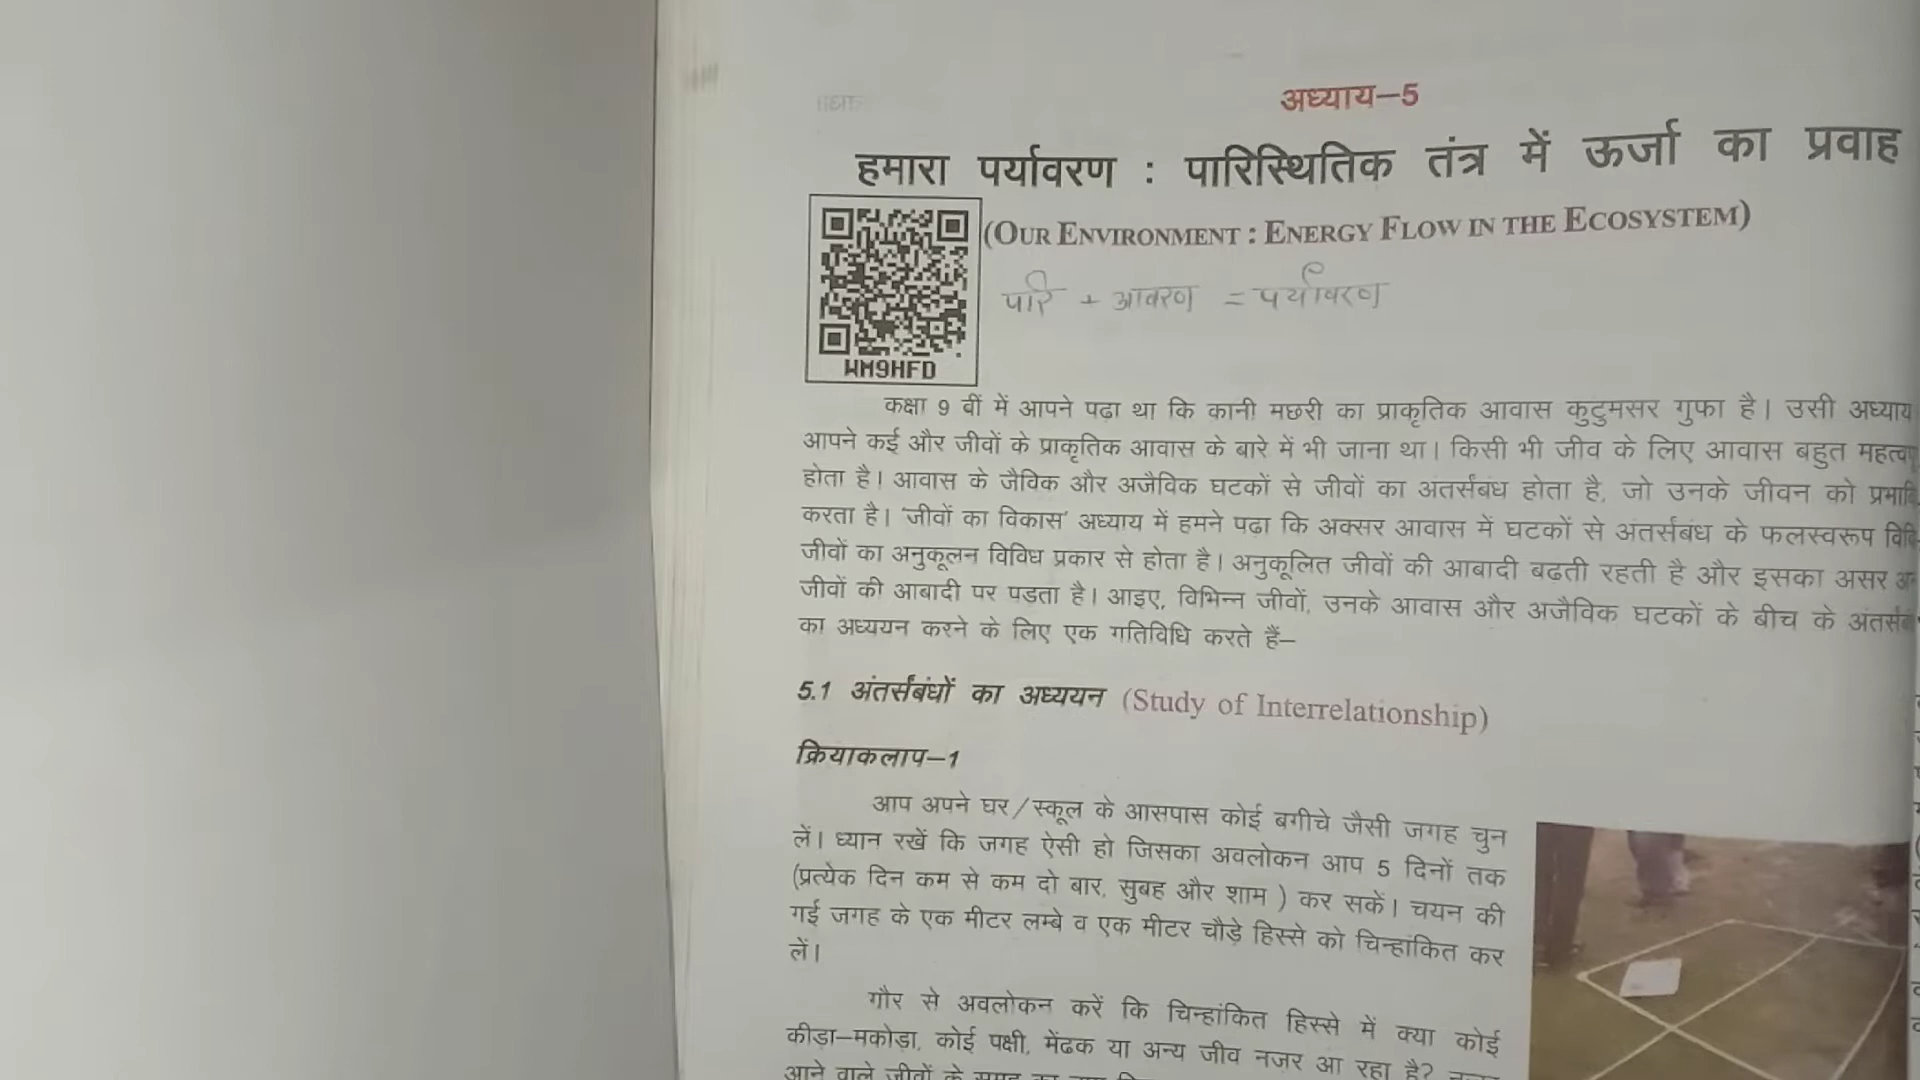 अध्याय–5
हमारा पर्यावरण : पारिस्थितिक तंत्र में ऊर्जा का प्रवाह
(OUR ENVIRONMENT : ENERGY FLOW IN THE ECOSYSTEM)
परि + आवरण = पर्यावरण
WM9HFD
कक्षा 9 वीं में आपने पढ़ा था कि कानी मछरी का प्राकृतिक आवास कुटुमसर गुफा है। उसी अध्याय
आपने कई और जीवों के प्राकृतिक आवास के बारे में भी जाना था। किसी भी जीव के लिए आवास बहुत
होता है। आवास के जैविक और अजैविक घटकों से जीवों का अंतर्संबंध होता है, जो उनके जीवन को
करता है। 'जीवों का विकास' अध्याय में हमने पढ़ा कि अक्सर आवास में घटकों से अंतर्संबंध के फलस्वरूप
जीवों का अनुकूलन विविध प्रकार से होता है। अनुकूलित जीवों की आबादी बढ़ती रहती है और इसका असर
जीवों की आबादी पर पड़ता है। आइए, विभिन्न जीवों, उनके आवास और अजैविक घटकों के बीच के
का अध्ययन करने के लिए एक गतिविधि करते हैं–
5.1 अंतर्संबंधों का अध्ययन (Study of Interrelationship)
क्रियाकलाप–1
आप अपने घर/स्कूल के आसपास कोई बगीचे जैसी जगह चुन
लें। ध्यान रखें कि जगह ऐसी हो जिसका अवलोकन आप 5 दिनों तक
(प्रत्येक दिन कम से कम दो बार, सुबह और शाम ) कर सकें। चयन की
गई जगह के एक मीटर लम्बे व एक मीटर चौड़े हिस्से को चिन्हांकित कर
लें।
गौर से अवलोकन करें कि चिन्हांकित हिस्से में क्या कोई
कीड़ा–मकोड़ा, कोई पक्षी, मेंढक या अन्य जीव नजर आ रहा है?
आने वाले जीवों के